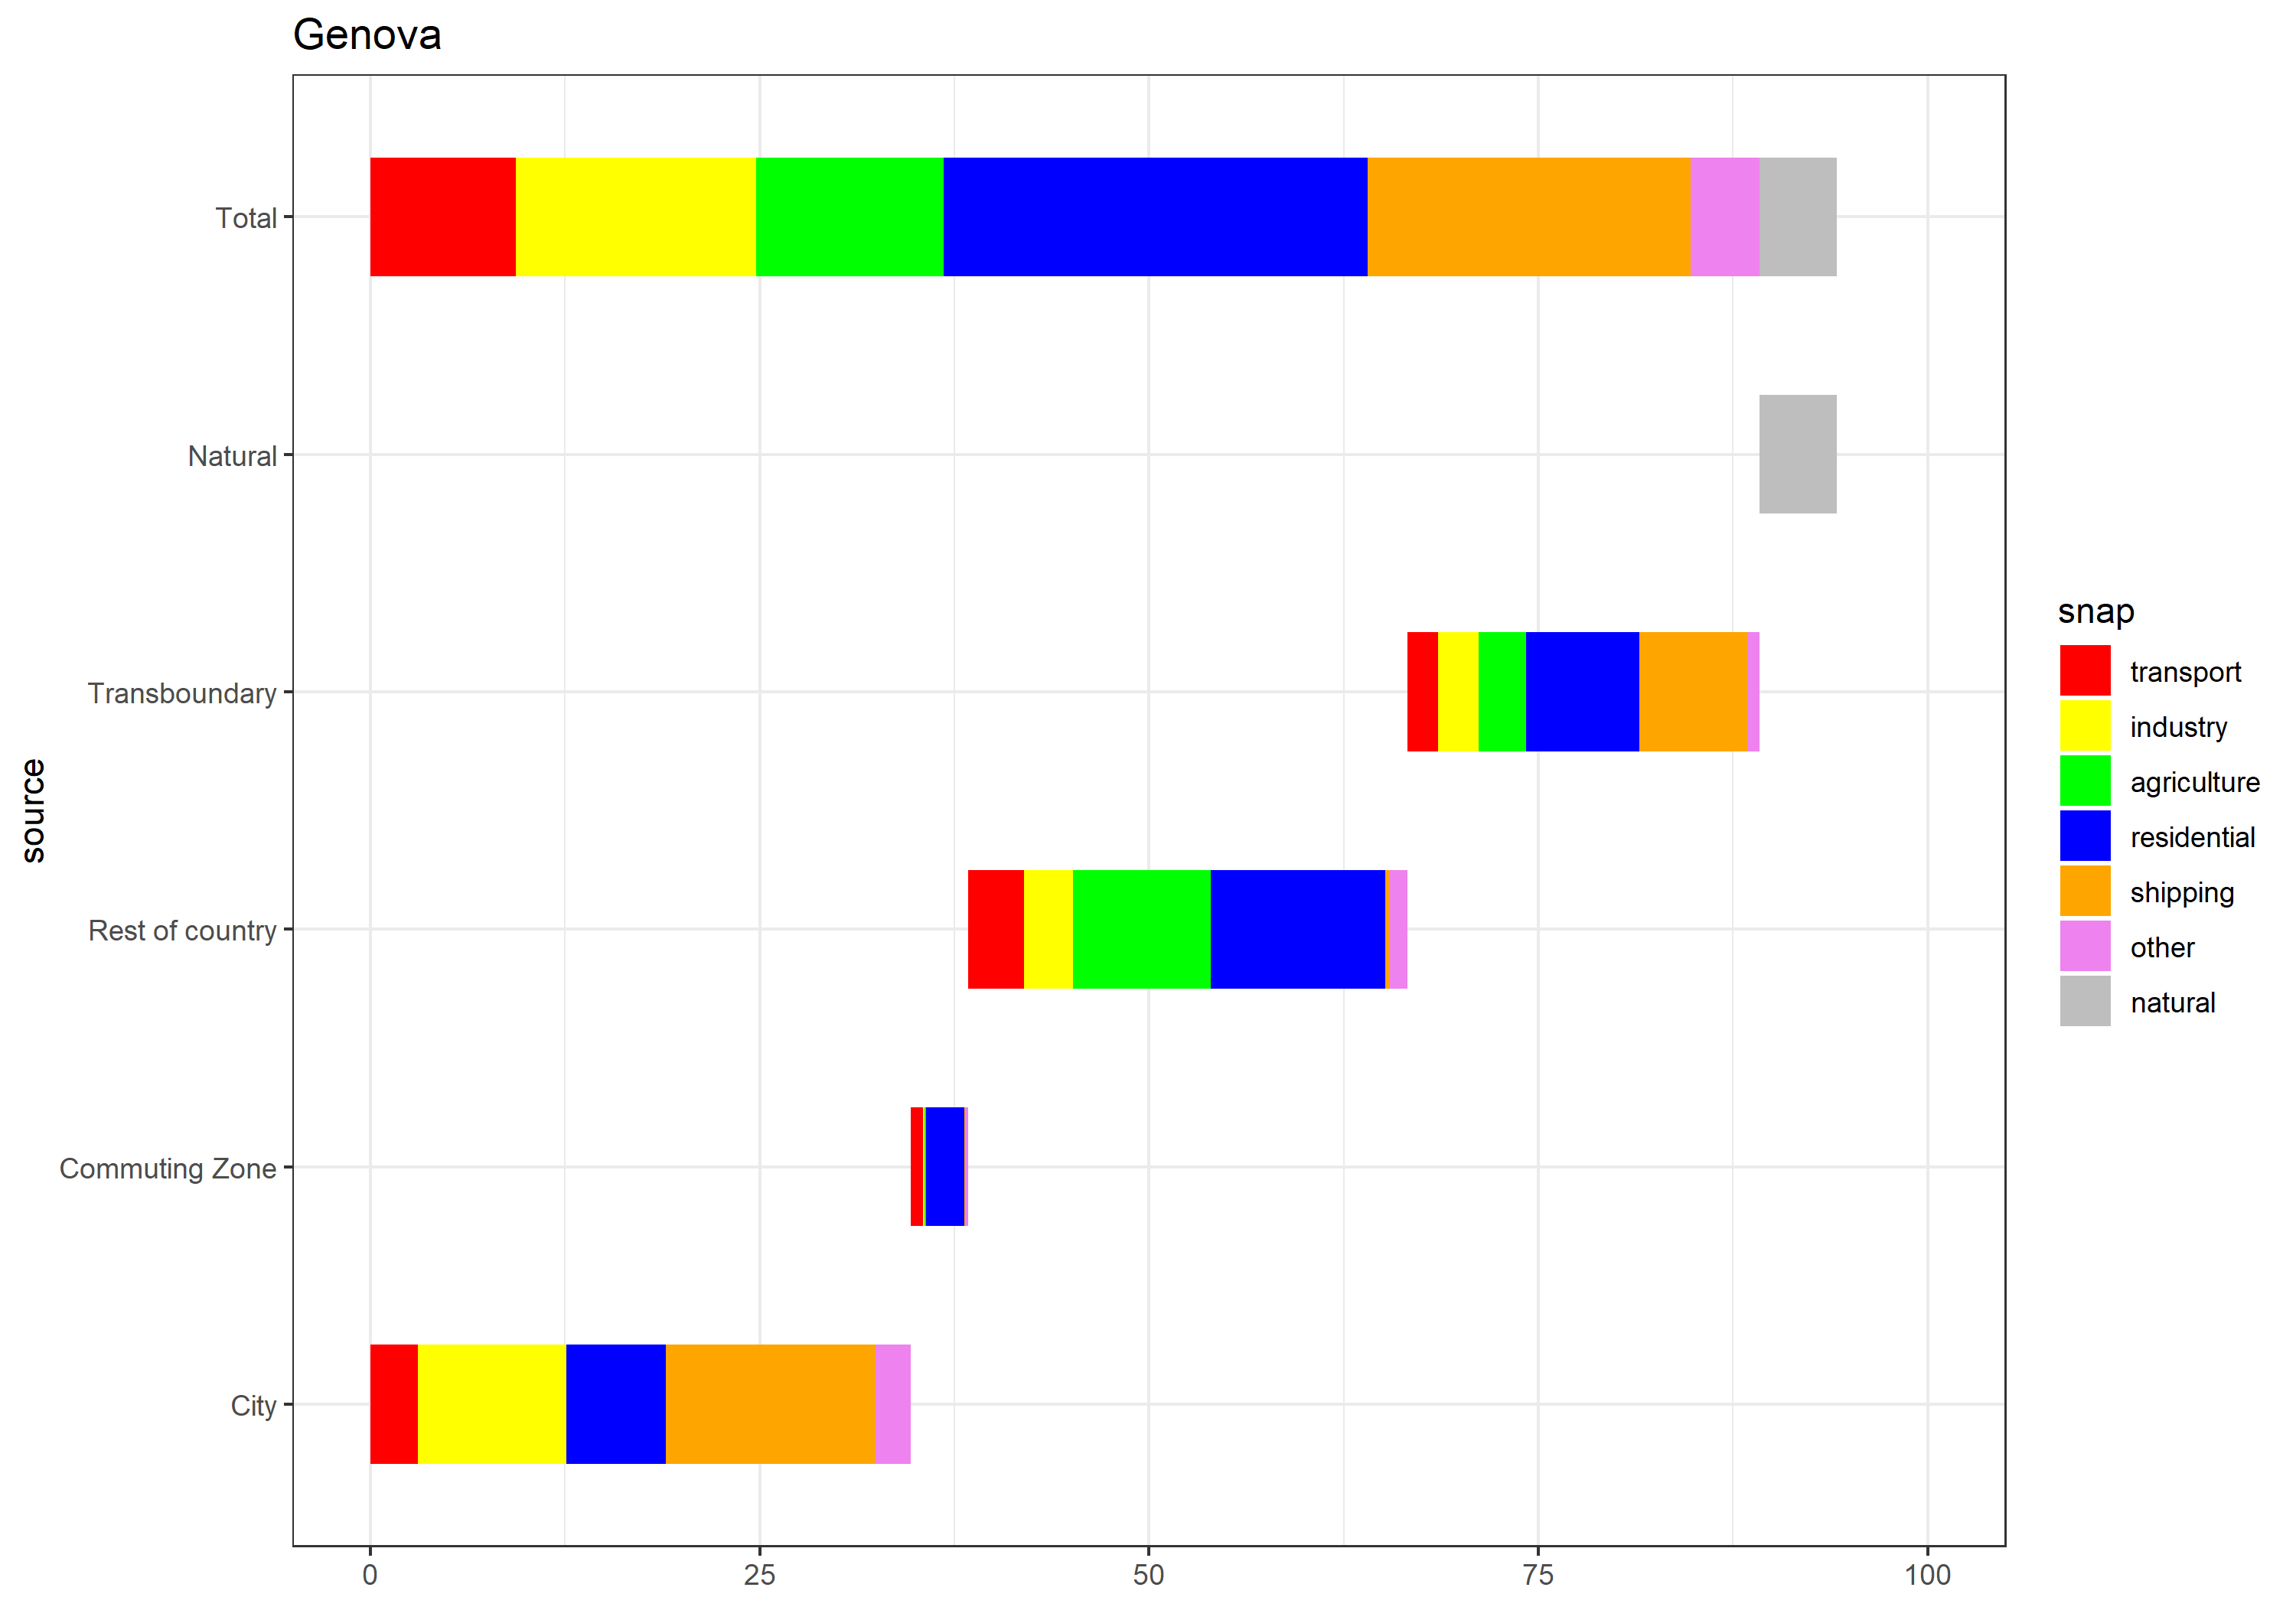 Genova
source
Total
Natural
Transboundary
Rest of country
Commuting Zone
City
0 25 50 75 100
snap
transport
industry
agriculture
residential
shipping
other
natural